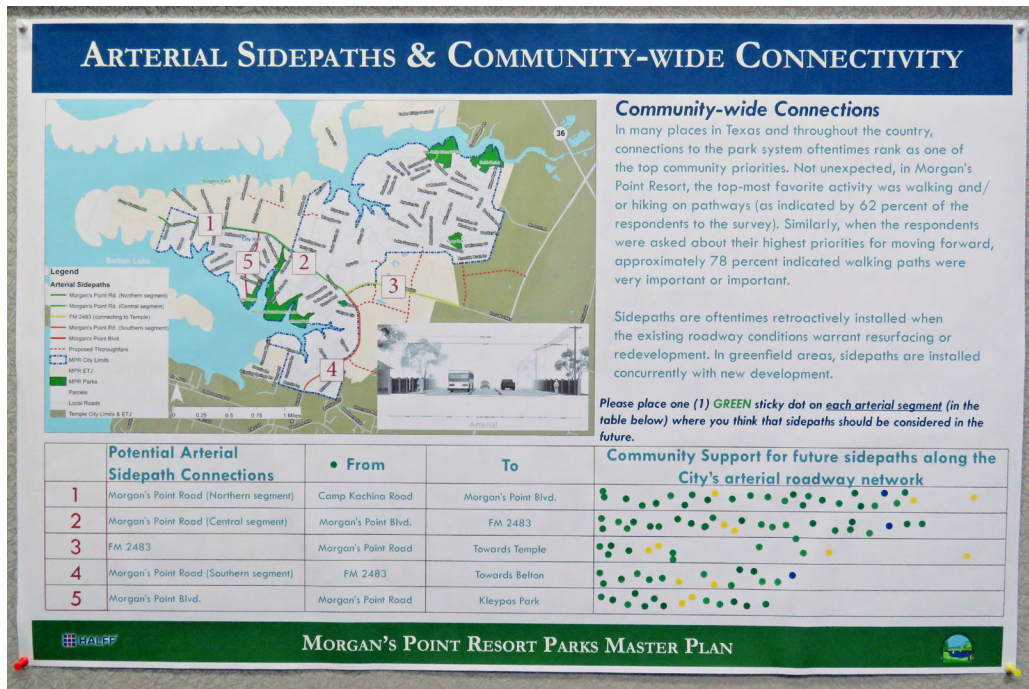 ARTERIAL SIDEPATHS & COMMUNITY-WIDE CONNECTIVITY
36
1
City Hall
5
2
3
4
Belton Lake
Legend
Arterial Sidepaths
Morgan's Point Rd. (Northern segment)
Morgan's Point Rd. (Central segment)
FM 2483 (connecting to Temple)
Morgan's Point Rd. (Southern segment)
Morgan's Point Blvd.
Proposed Thoroughfare
MPR City Limits
MPR ETJ
MPR Parks
Parcels
Local Roads
Temple City Limits & ETJ
0 0.25 0.5 1 Miles
Arterial
Community-wide Connections
In many places in Texas and throughout the country,
connections to the park system oftentimes rank as one of
the top community priorities. Not unexpected, in Morgan's
Point Resort, the top-most favorite activity was walking and/
or hiking on pathways (as indicated by 62 percent of the
respondents to the survey). Similarly, when the respondents
were asked about their highest priorities for moving forward,
approximately 78 percent indicated walking paths were
very important or important.
Sidepaths are oftentimes retroactively installed when
the existing roadway conditions warrant resurfacing or
redevelopment. In greenfield areas, sidepaths are installed
concurrently with new development.
Please place one (1) GREEN sticky dot on each arterial segment (in the
table below) where you think that sidepaths should be considered in the
future.
Potential Arterial
Sidepath Connections
From
To
Community Support for future sidepaths along the
City's arterial roadway network
1 Morgan's Point Road (Northern segment) Camp Kachina Road Morgan's Point Blvd.
2 Morgan's Point Road (Central segment) Morgan's Point Blvd. FM 2483
3 FM 2483 Morgan's Point Road Towards Temple
4 Morgan's Point Road (Southern segment) FM 2483 Towards Belton
5 Morgan's Point Blvd. Morgan's Point Road Kleypas Park
HALFF
MORGAN'S POINT RESORT PARKS MASTER PLAN